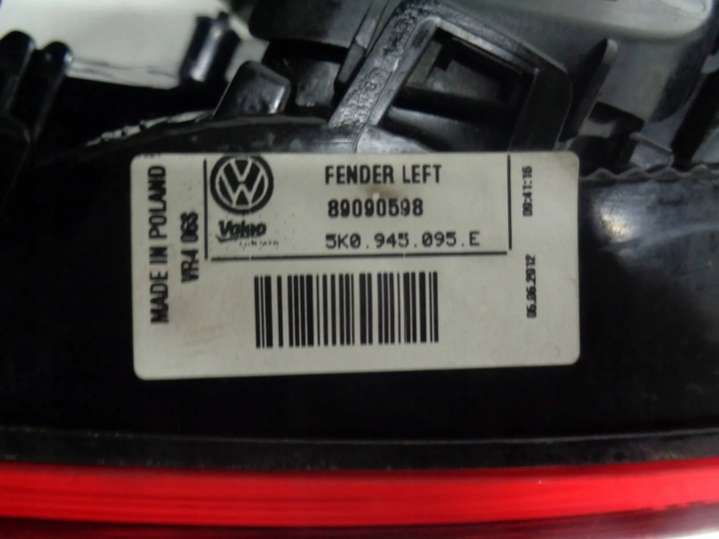 MADE IN POLAND
VR4 06S
Valeo
FENDER LEFT
89090598
5K0.945.095.E
09:41:16
05.06.2012